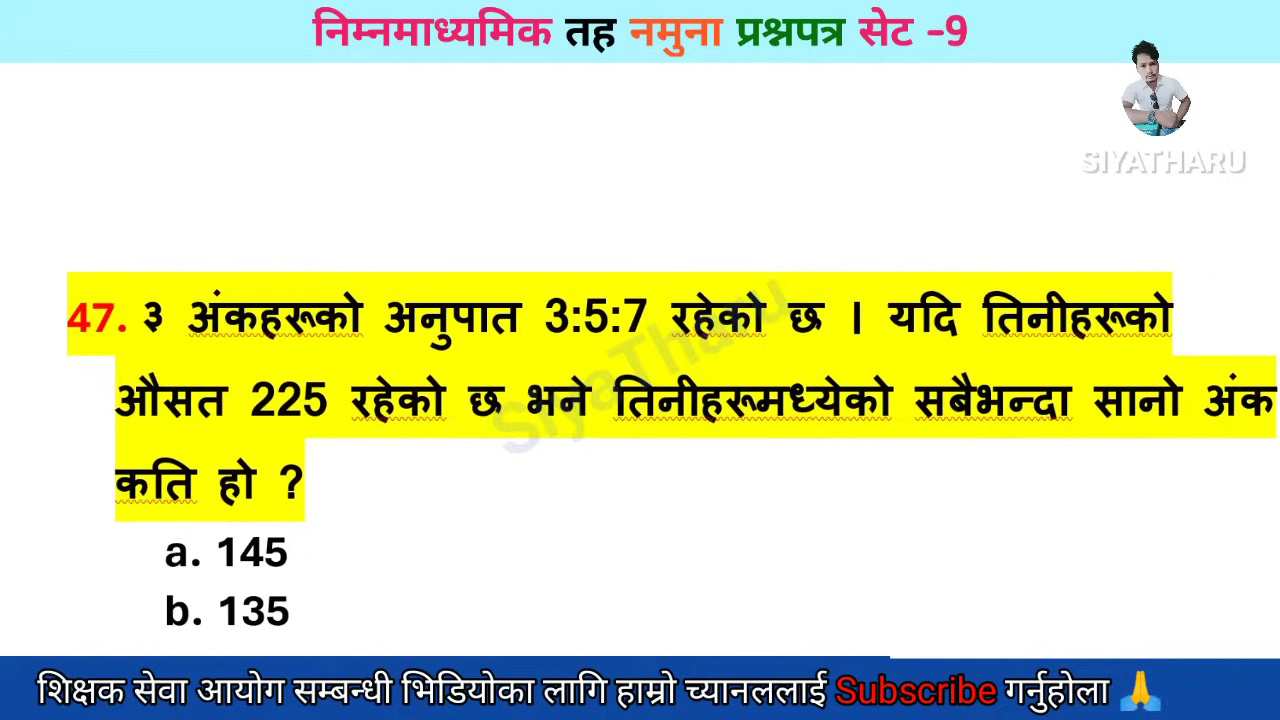 निम्नमाध्यमिक तह नमुना प्रश्नपत्र सेट -9
SIYATHARU
47. ३ अंकहरूको अनुपात 3:5:7 रहेको छ । यदि तिनीहरूको
औसत 225 रहेको छ भने तिनीहरूमध्येको सबैभन्दा सानो अंक
कति हो ?
SiyaTharu
a. 145
b. 135
शिक्षक सेवा आयोग सम्बन्धी भिडियोका लागि हाम्रो च्यानललाई Subscribe गर्नुहोला 🙏